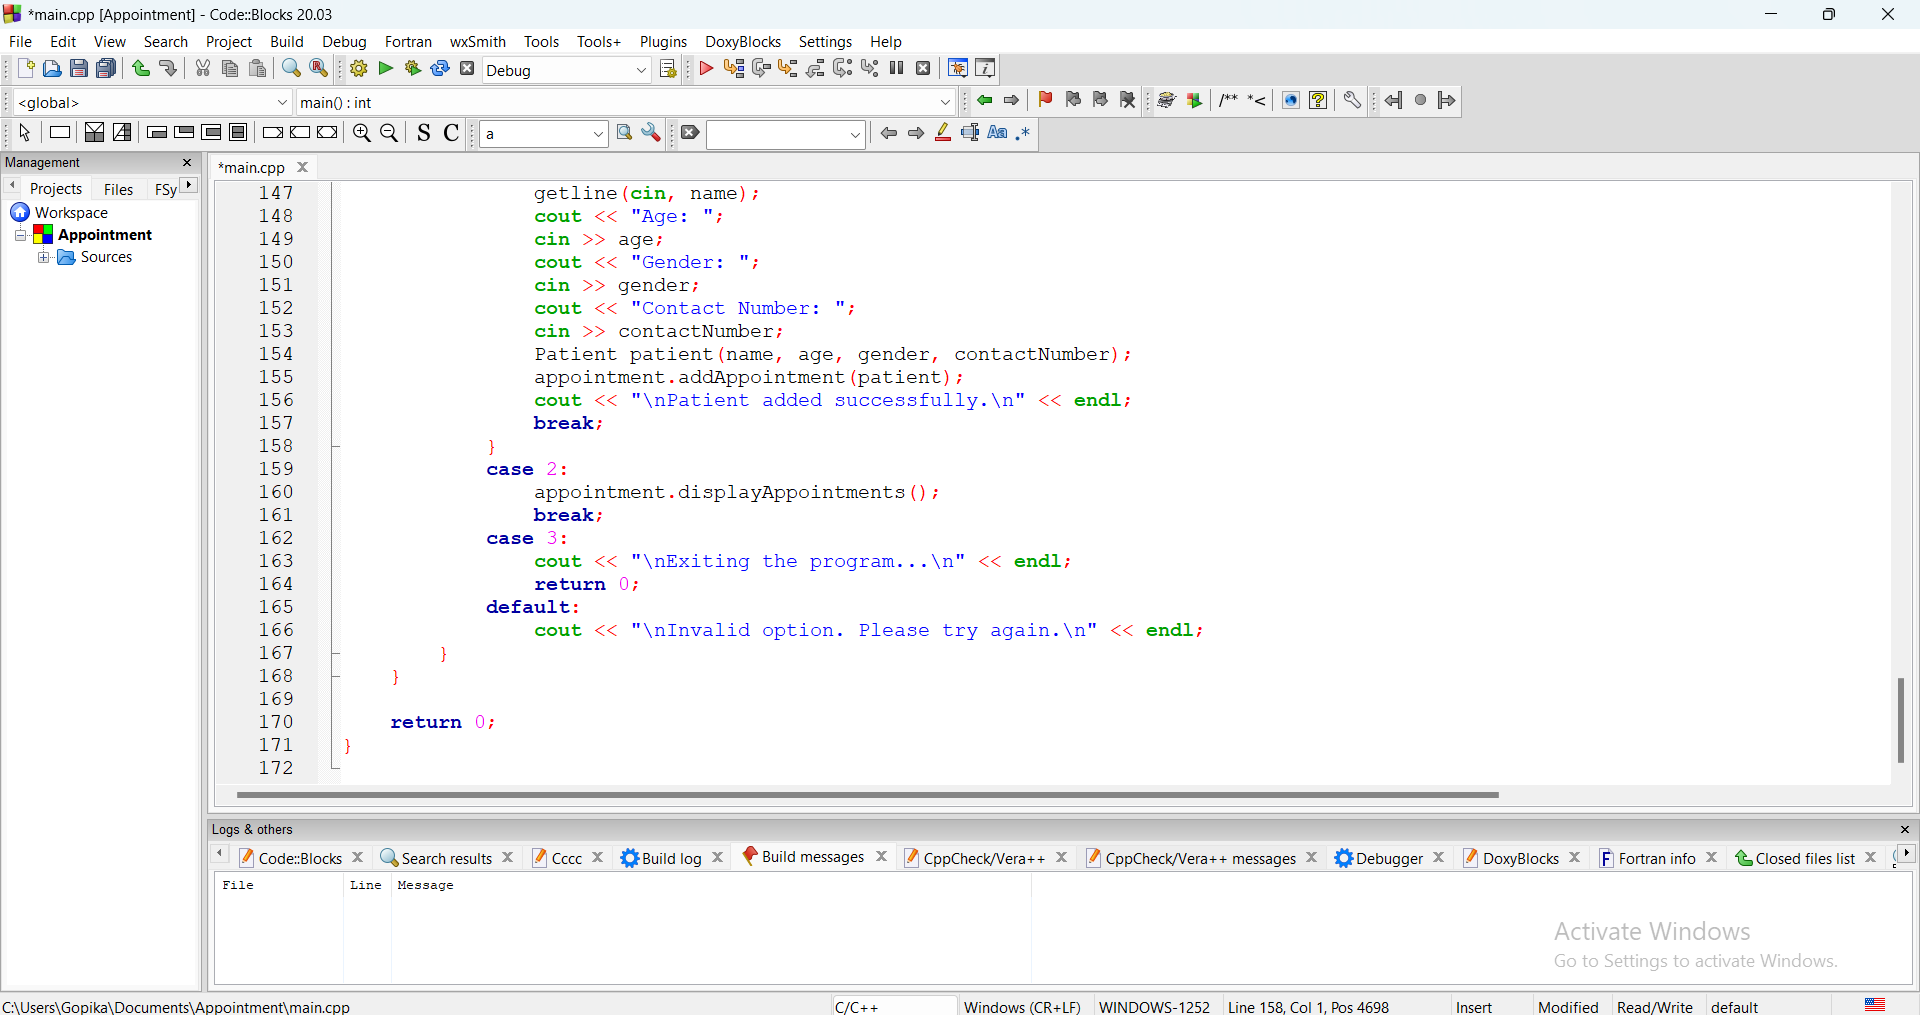 *main.cpp [Appointment] - Code::Blocks 20.03
File Edit View Search Project Build Debug Fortran wxSmith Tools Tools+ Plugins DoxyBlocks Settings Help
Debug
<global> main() : int /** *<
S C a Aa .*
Management
*main.cpp
Projects Files FSy
Workspace
Appointment
Sources
147 getline(cin, name);
148 cout << "Age: ";
149 cin >> age;
150 cout << "Gender: ";
151 cin >> gender;
152 cout << "Contact Number: ";
153 cin >> contactNumber;
154 Patient patient(name, age, gender, contactNumber);
155 appointment.addAppointment(patient);
156 cout << "\nPatient added successfully.\n" << endl;
157 break;
158 }
159 case 2:
160 appointment.displayAppointments();
161 break;
162 case 3:
163 cout << "\nExiting the program...\n" << endl;
164 return 0;
165 default:
166 cout << "\nInvalid option. Please try again.\n" << endl;
167 }
168 }
169
170 return 0;
171 }
172
Logs & others
Code::Blocks Search results Cccc Build log Build messages CppCheck/Vera++ CppCheck/Vera++ messages Debugger DoxyBlocks Fortran info Closed files list
File Line Message
Activate Windows
Go to Settings to activate Windows.
C:\Users\Gopika\Documents\Appointment\main.cpp C/C++ Windows (CR+LF) WINDOWS-1252 Line 158, Col 1, Pos 4698 Insert Modified Read/Write default